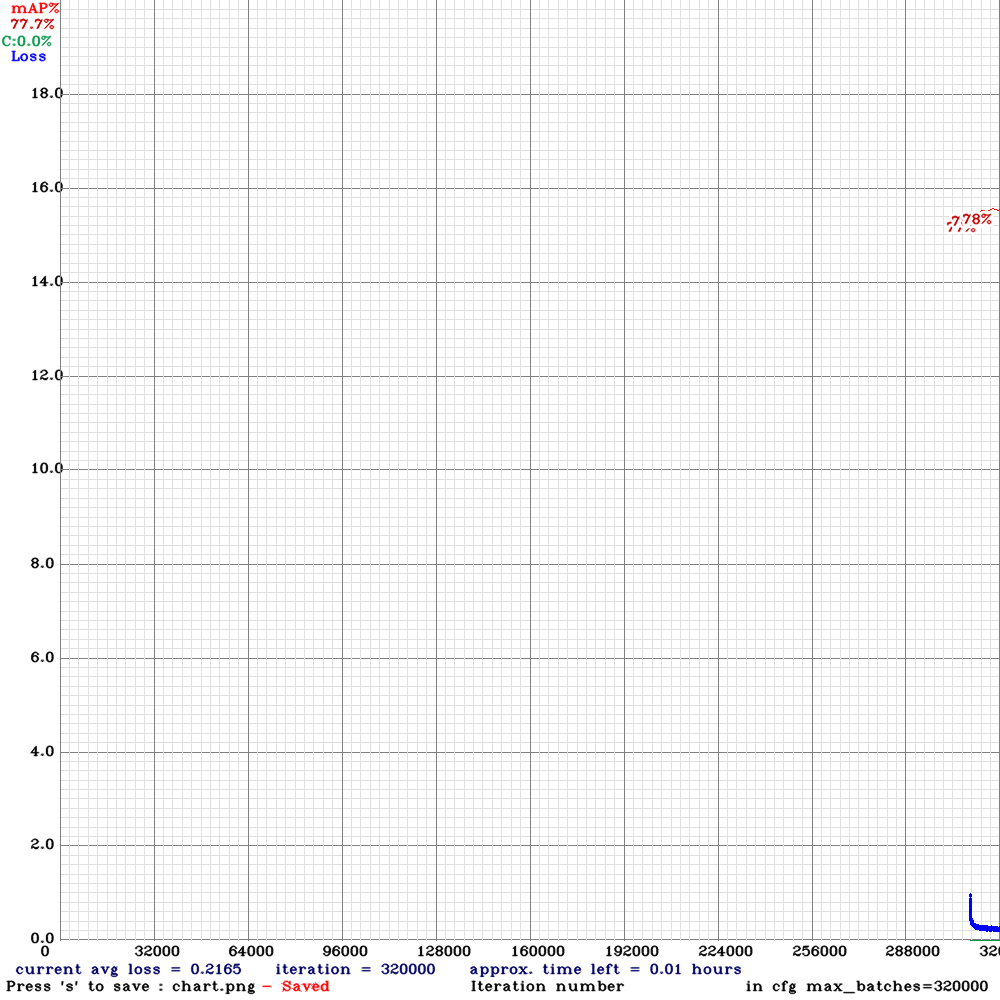 mAP%
77.7%
C:0.0%
Loss
18.0
16.0
78%
14.0
12.0
10.0
8.0
6.0
4.0
2.0
0.0
0 32000 64000 96000 128000 160000 192000 224000 256000 288000 320
current avg loss = 0.2165 iteration = 320000 approx. time left = 0.01 hours
Press 's' to save : chart.png - Saved Iteration number in cfg max_batches=320000